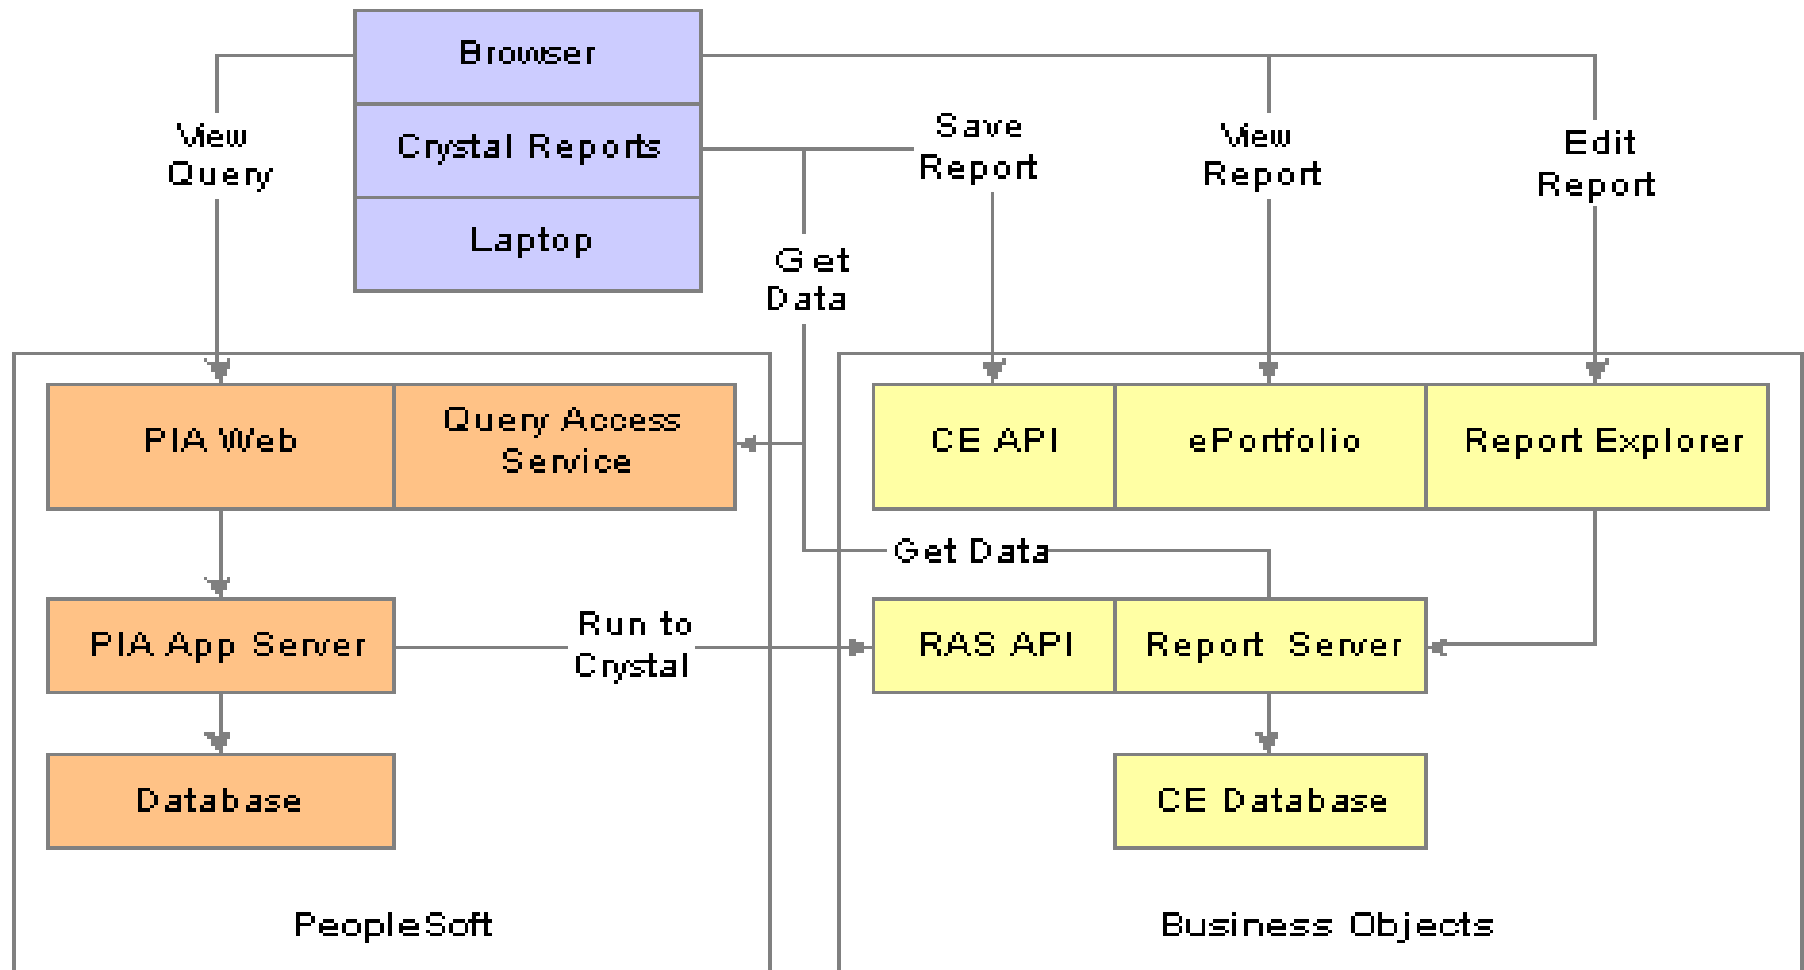 Browser
Crystal Reports
Laptop
View
Query
Save
Report
View
Report
Edit
Report
Get
Data
PIA Web
Query Access
Service
CE API
ePortfolio
Report Explorer
Get Data
PIA App Server
Run to
Crystal
RAS API
Report Server
Database
CE Database
PeopleSoft
Business Objects